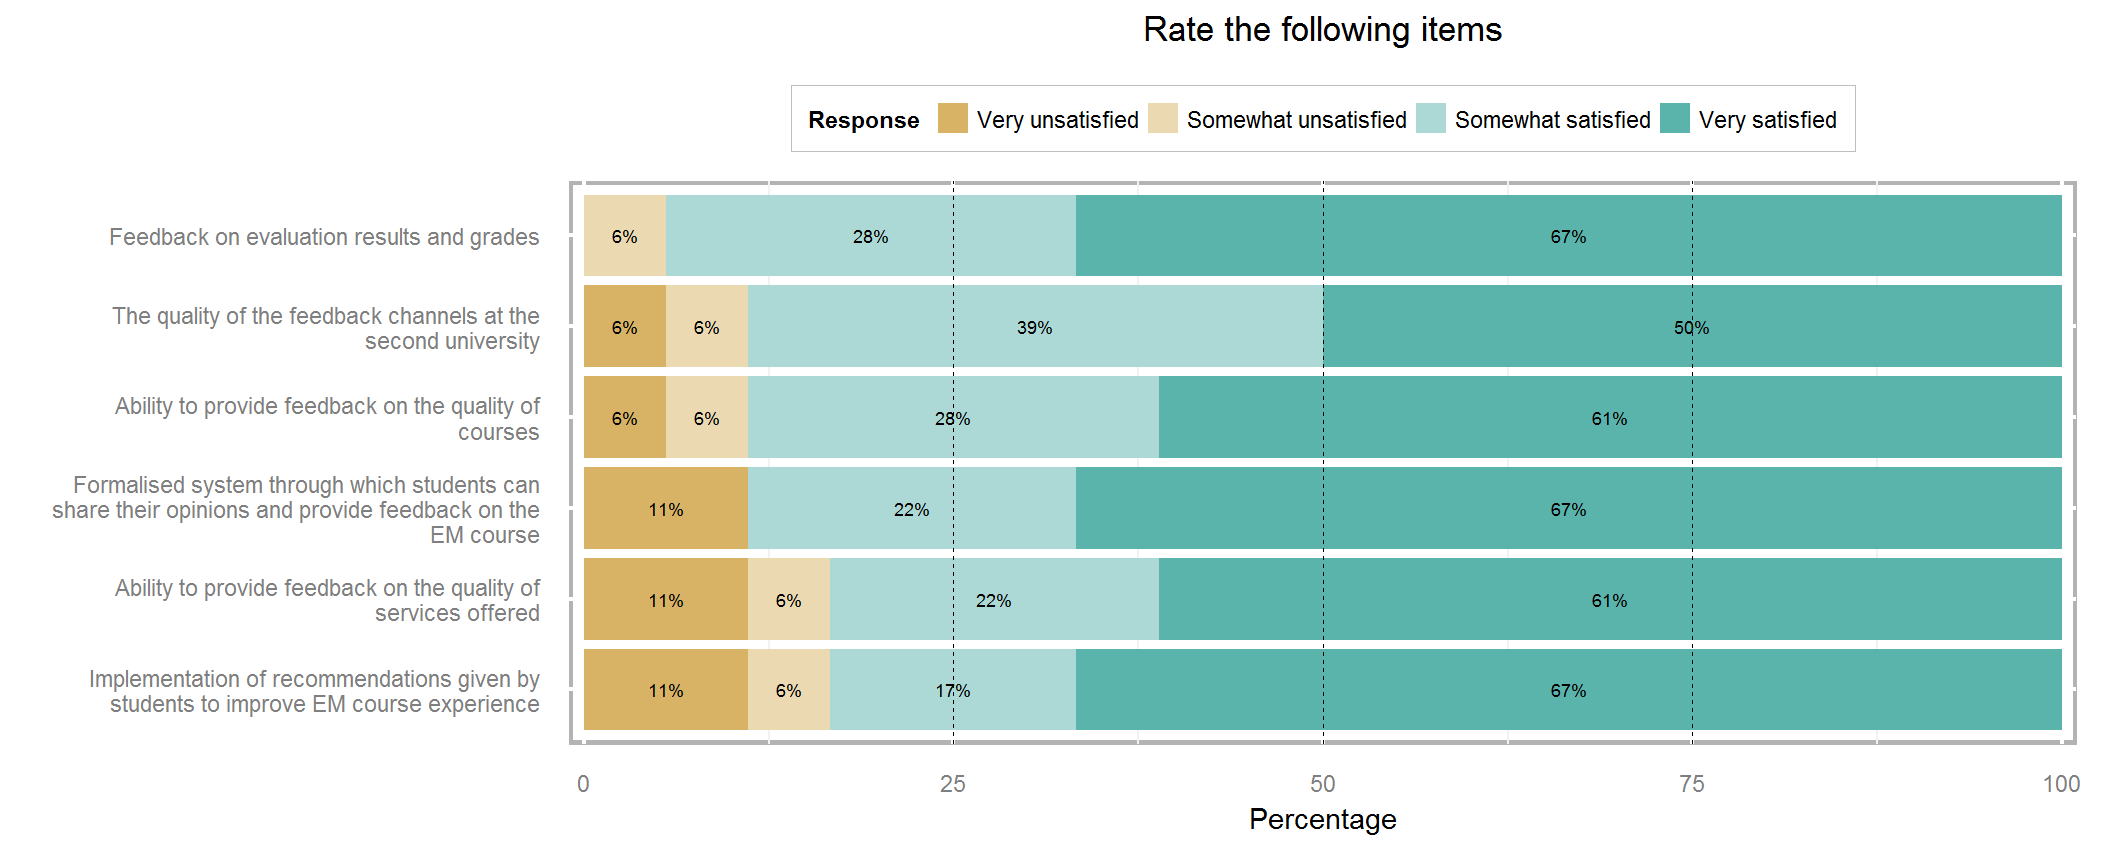 Rate the following items
Response Very unsatisfied Somewhat unsatisfied Somewhat satisfied Very satisfied
Feedback on evaluation results and grades
6% 28% 67%
The quality of the feedback channels at the
second university
6% 6% 39% 50%
Ability to provide feedback on the quality of
courses
6% 6% 28% 61%
Formalised system through which students can
share their opinions and provide feedback on the
EM course
11% 22% 67%
Ability to provide feedback on the quality of
services offered
11% 6% 22% 61%
Implementation of recommendations given by
students to improve EM course experience
11% 6% 17% 67%
0 25 50 75 100
Percentage